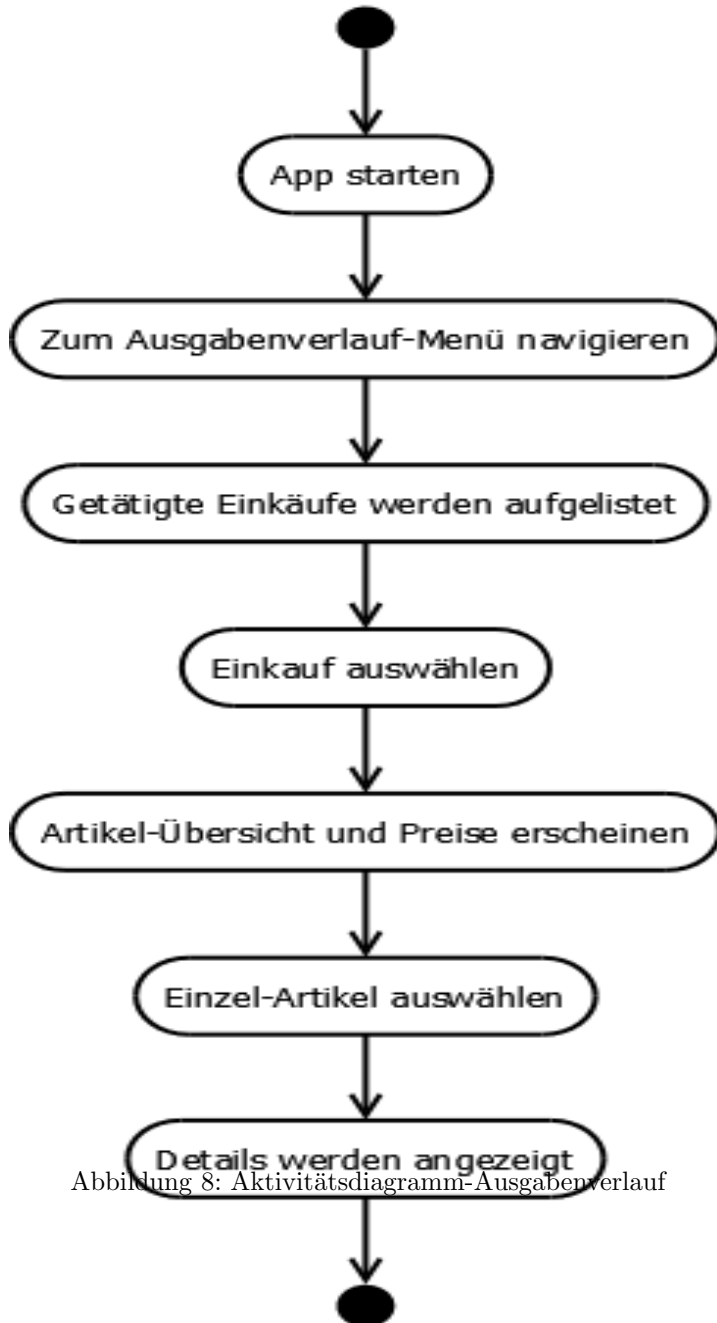 App starten
Zum Ausgabenverlauf-Menü navigieren
Getätigte Einkäufe werden aufgelistet
Einkauf auswählen
Artikel-Übersicht und Preise erscheinen
Einzel-Artikel auswählen
Details werden angezeigt
Abbildung 8: Aktivitätsdiagramm-Ausgabenverlauf